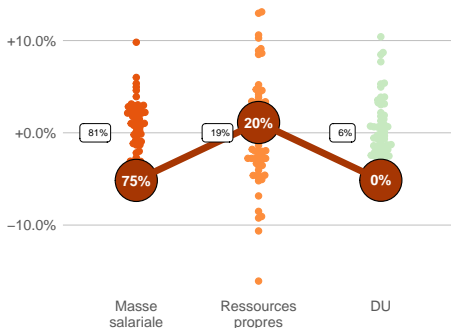 +10.0%
81%
19%
20%
6%
+0.0%
75%
0%
−10.0%
Masse
salariale
Ressources
propres
DU